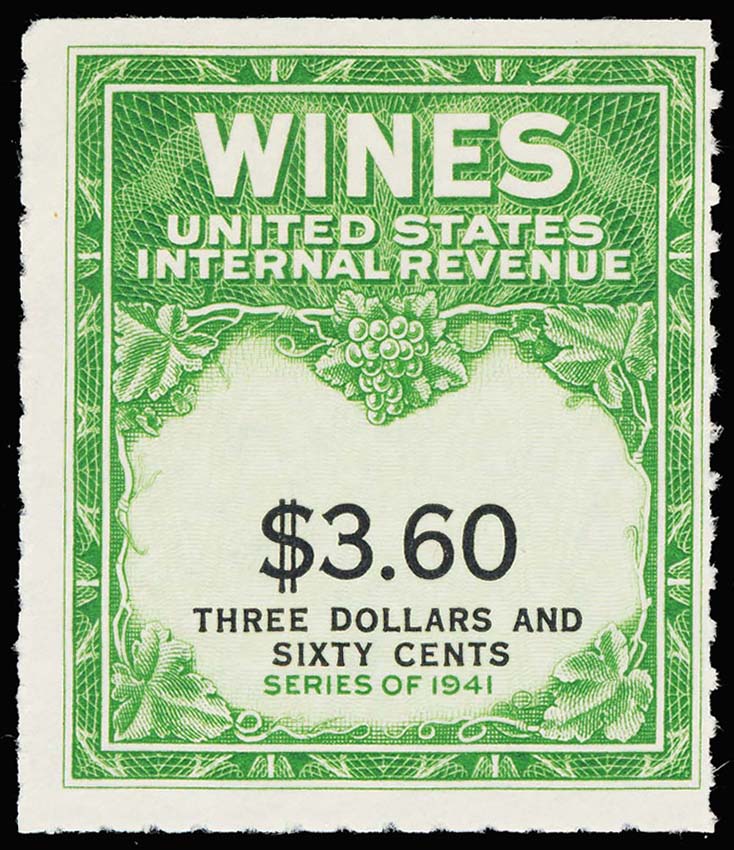 WINES
UNITED STATES
INTERNAL REVENUE
$3.60
THREE DOLLARS AND
SIXTY CENTS
SERIES OF 1941